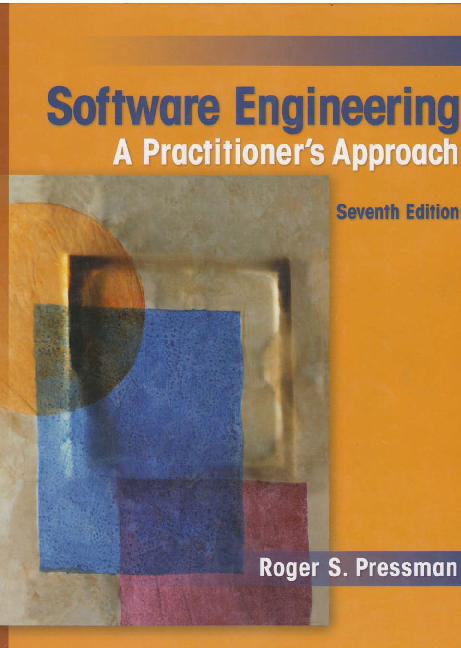 Software Engineering
A Practitioner's Approach
Seventh Edition
Roger S. Pressman